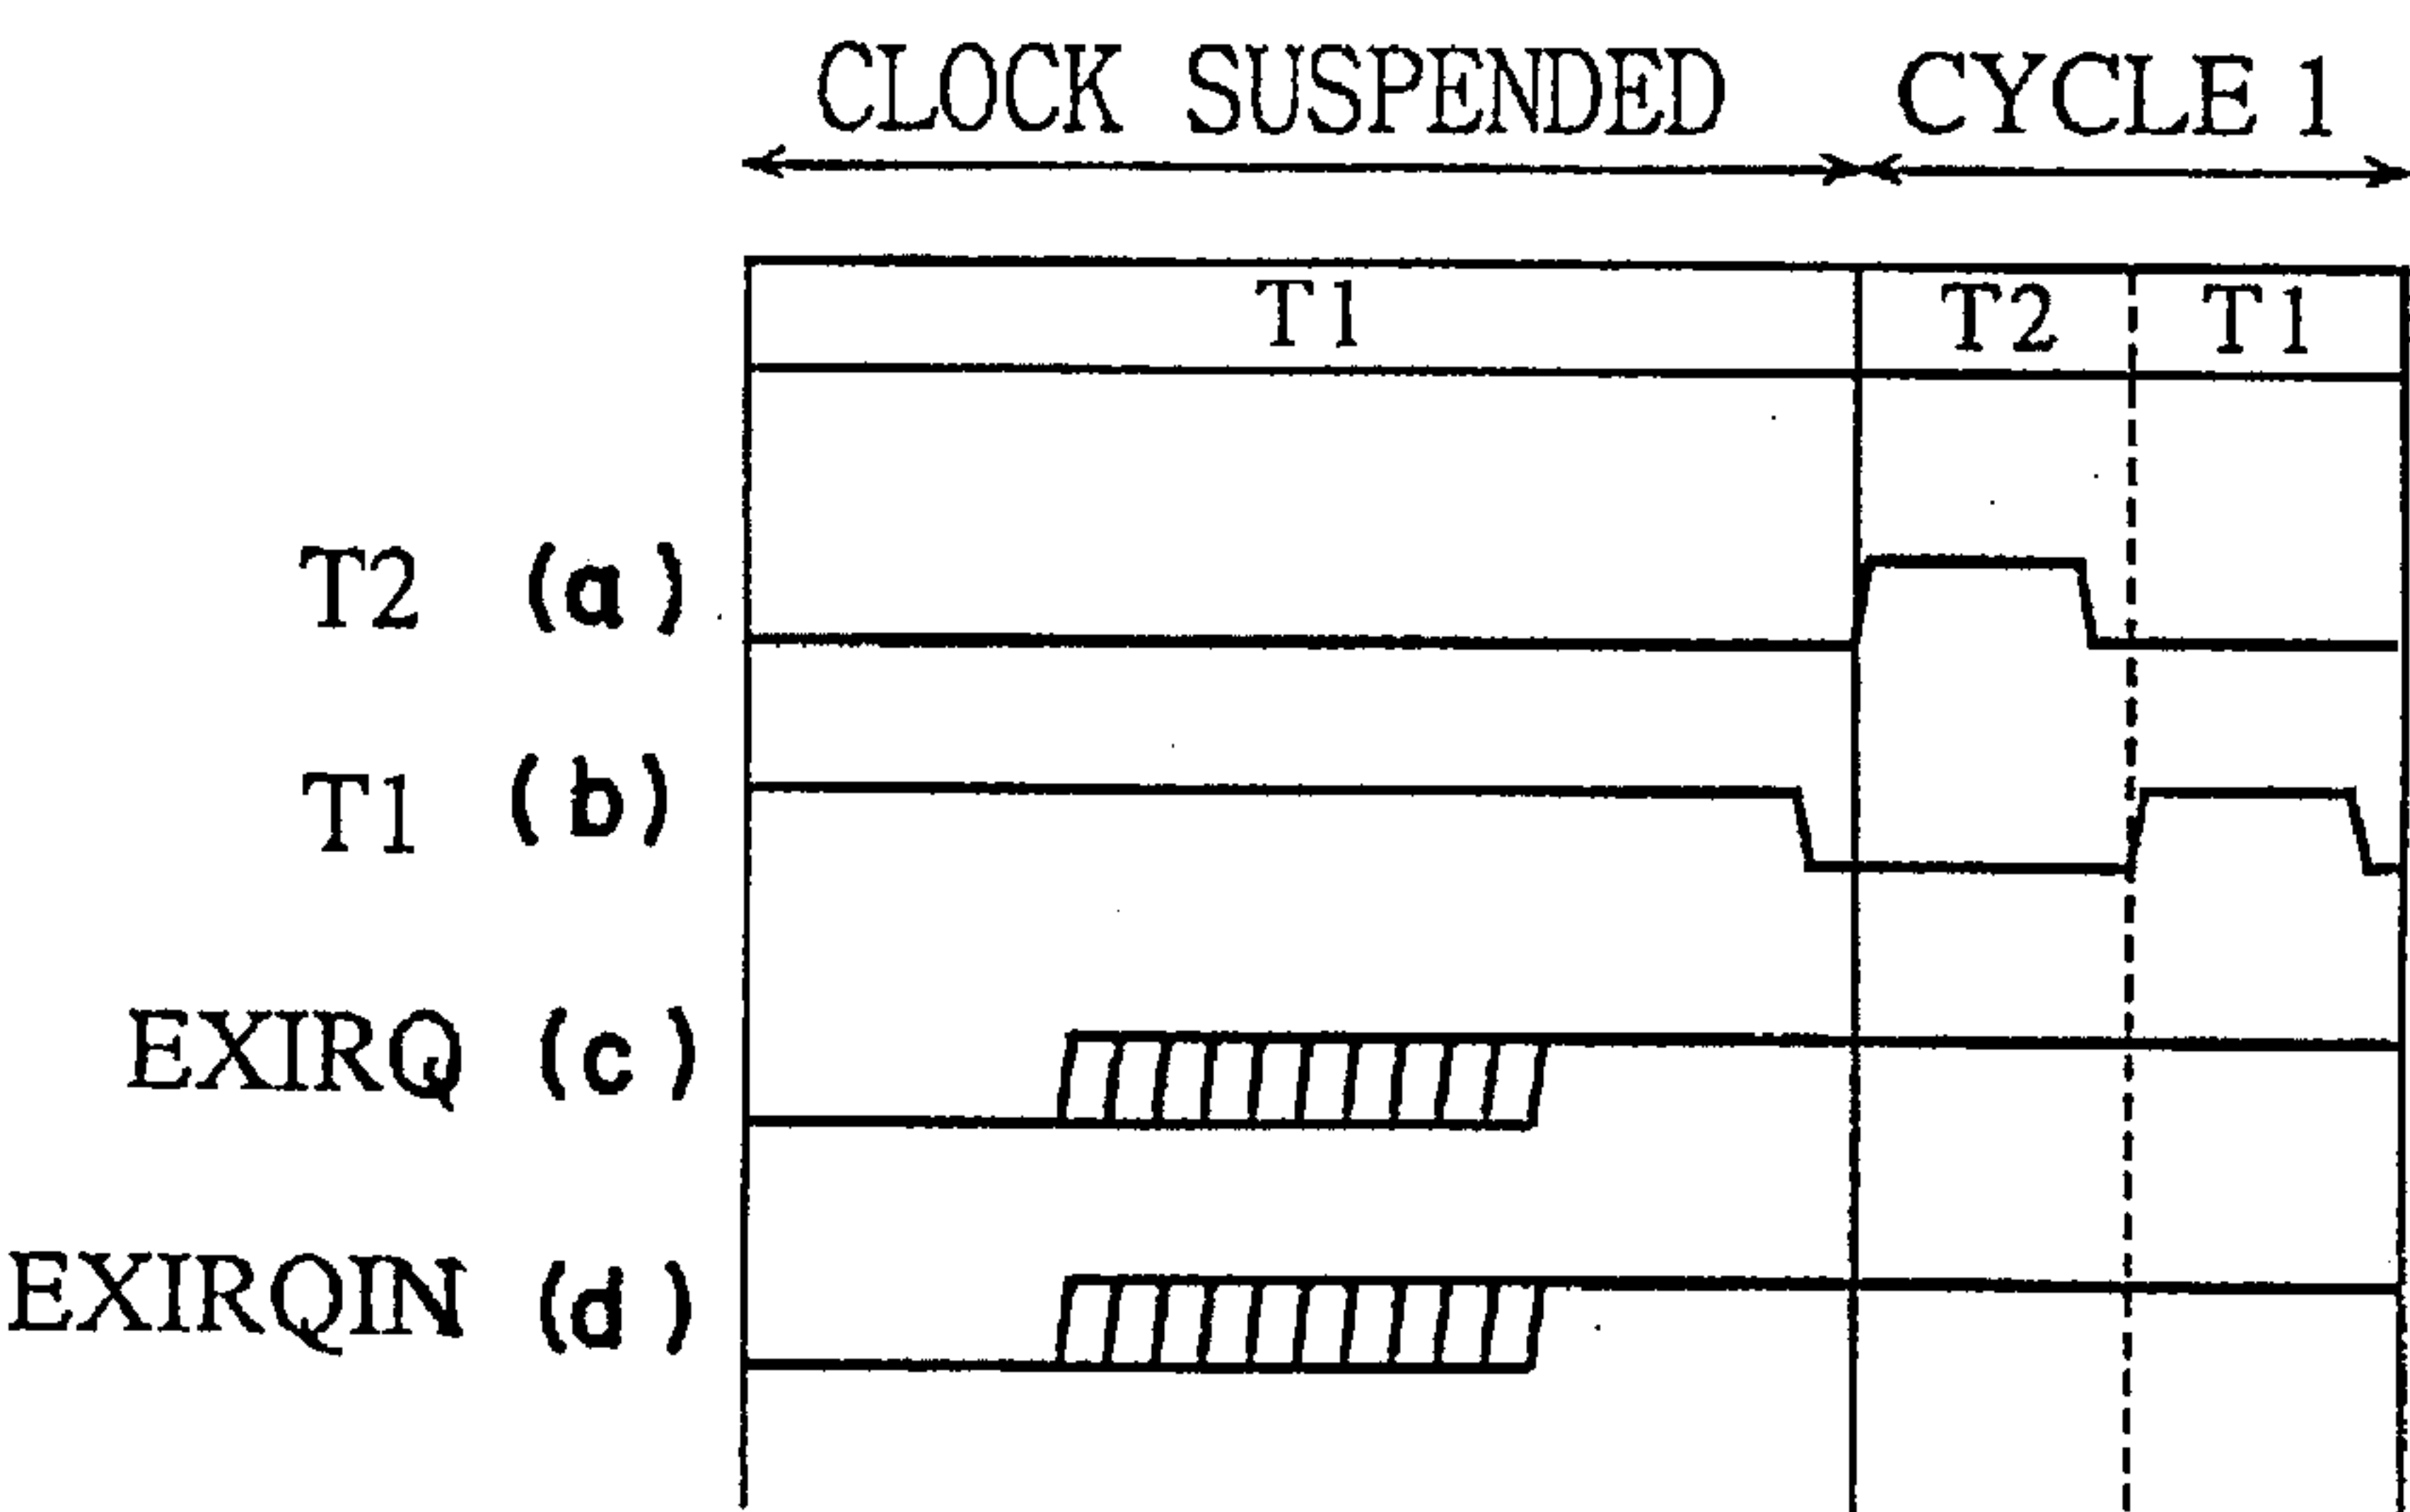 CLOCK SUSPENDED CYCLE 1
T1 T2 T1
T2 (a)
T1 (b)
EXIRQ (c)
EXIRQIN (d)